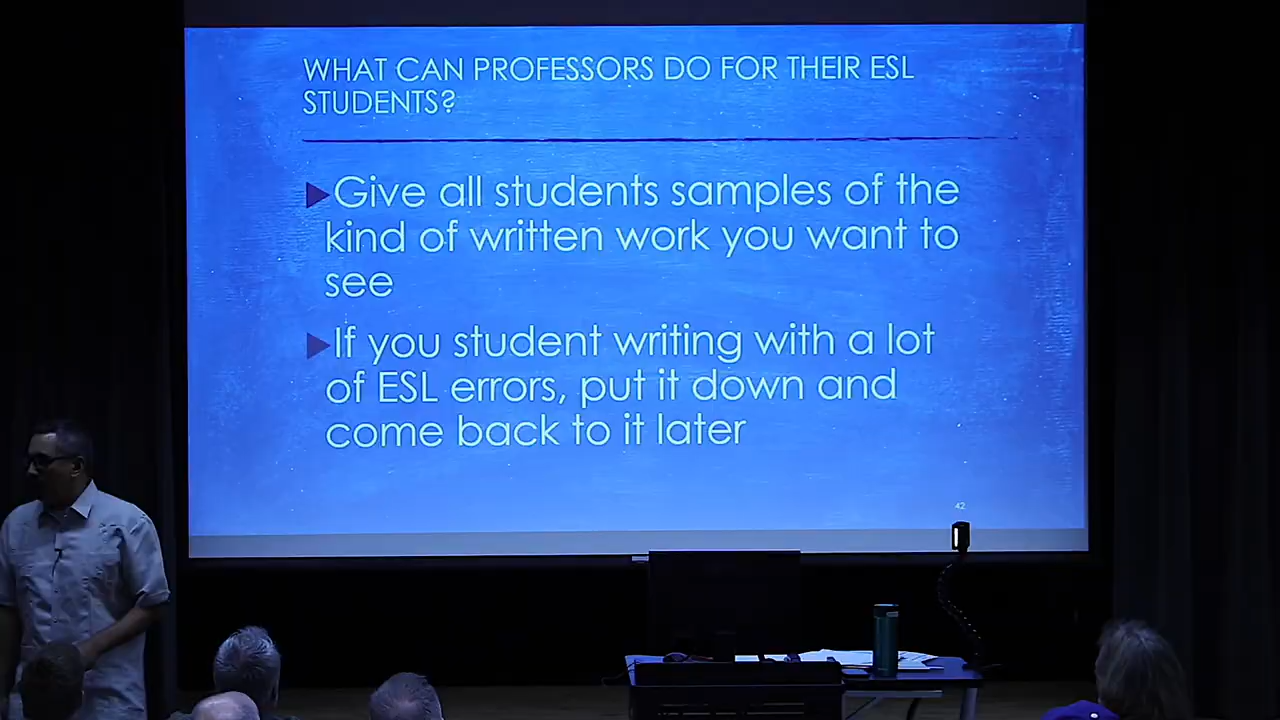 WHAT CAN PROFESSORS DO FOR THEIR ESL
STUDENTS?
Give all students samples of the
kind of written work you want to
see
If you student writing with a lot
of ESL errors, put it down and
come back to it later
42